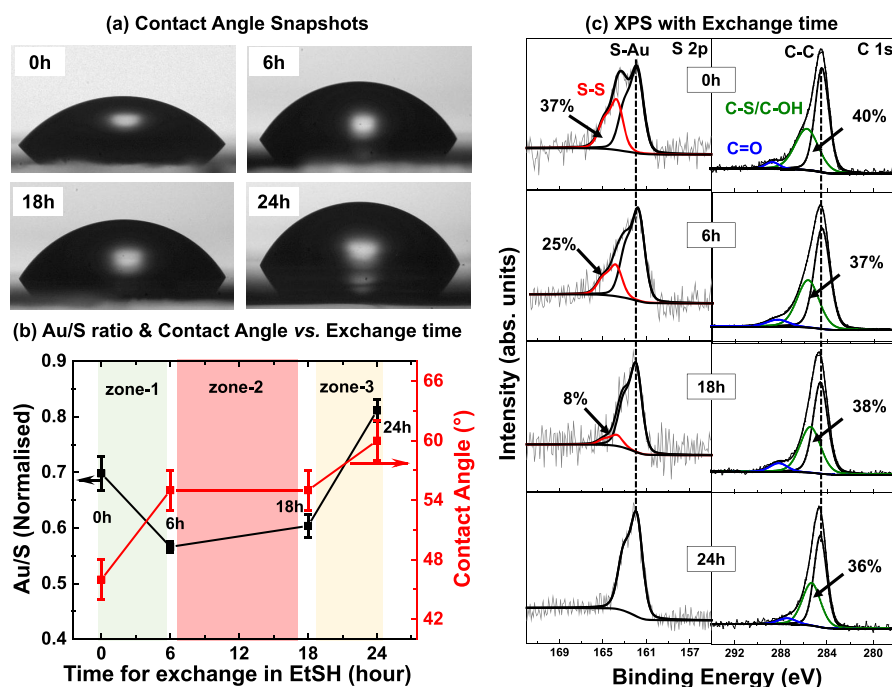 (a) Contact Angle Snapshots
0h
6h
18h
24h
(b) Au/S ratio & Contact Angle vs. Exchange time
0.9
0.8
0.7
0.6
0.5
0.4
Au/S (Normalised)
zone-1
zone-2
zone-3
0h
6h
18h
24h
66
60
54
48
42
Contact Angle (°)
0
6
12
18
24
Time for exchange in EtSH (hour)
(c) XPS with Exchange time
S-Au
S 2p
C-C
C 1s
0h
S-S
37%
C-S/C-OH
40%
C=O
6h
25%
37%
18h
8%
38%
24h
36%
Intensity (abs. units)
169
165
161
157
292
288
284
280
Binding Energy (eV)